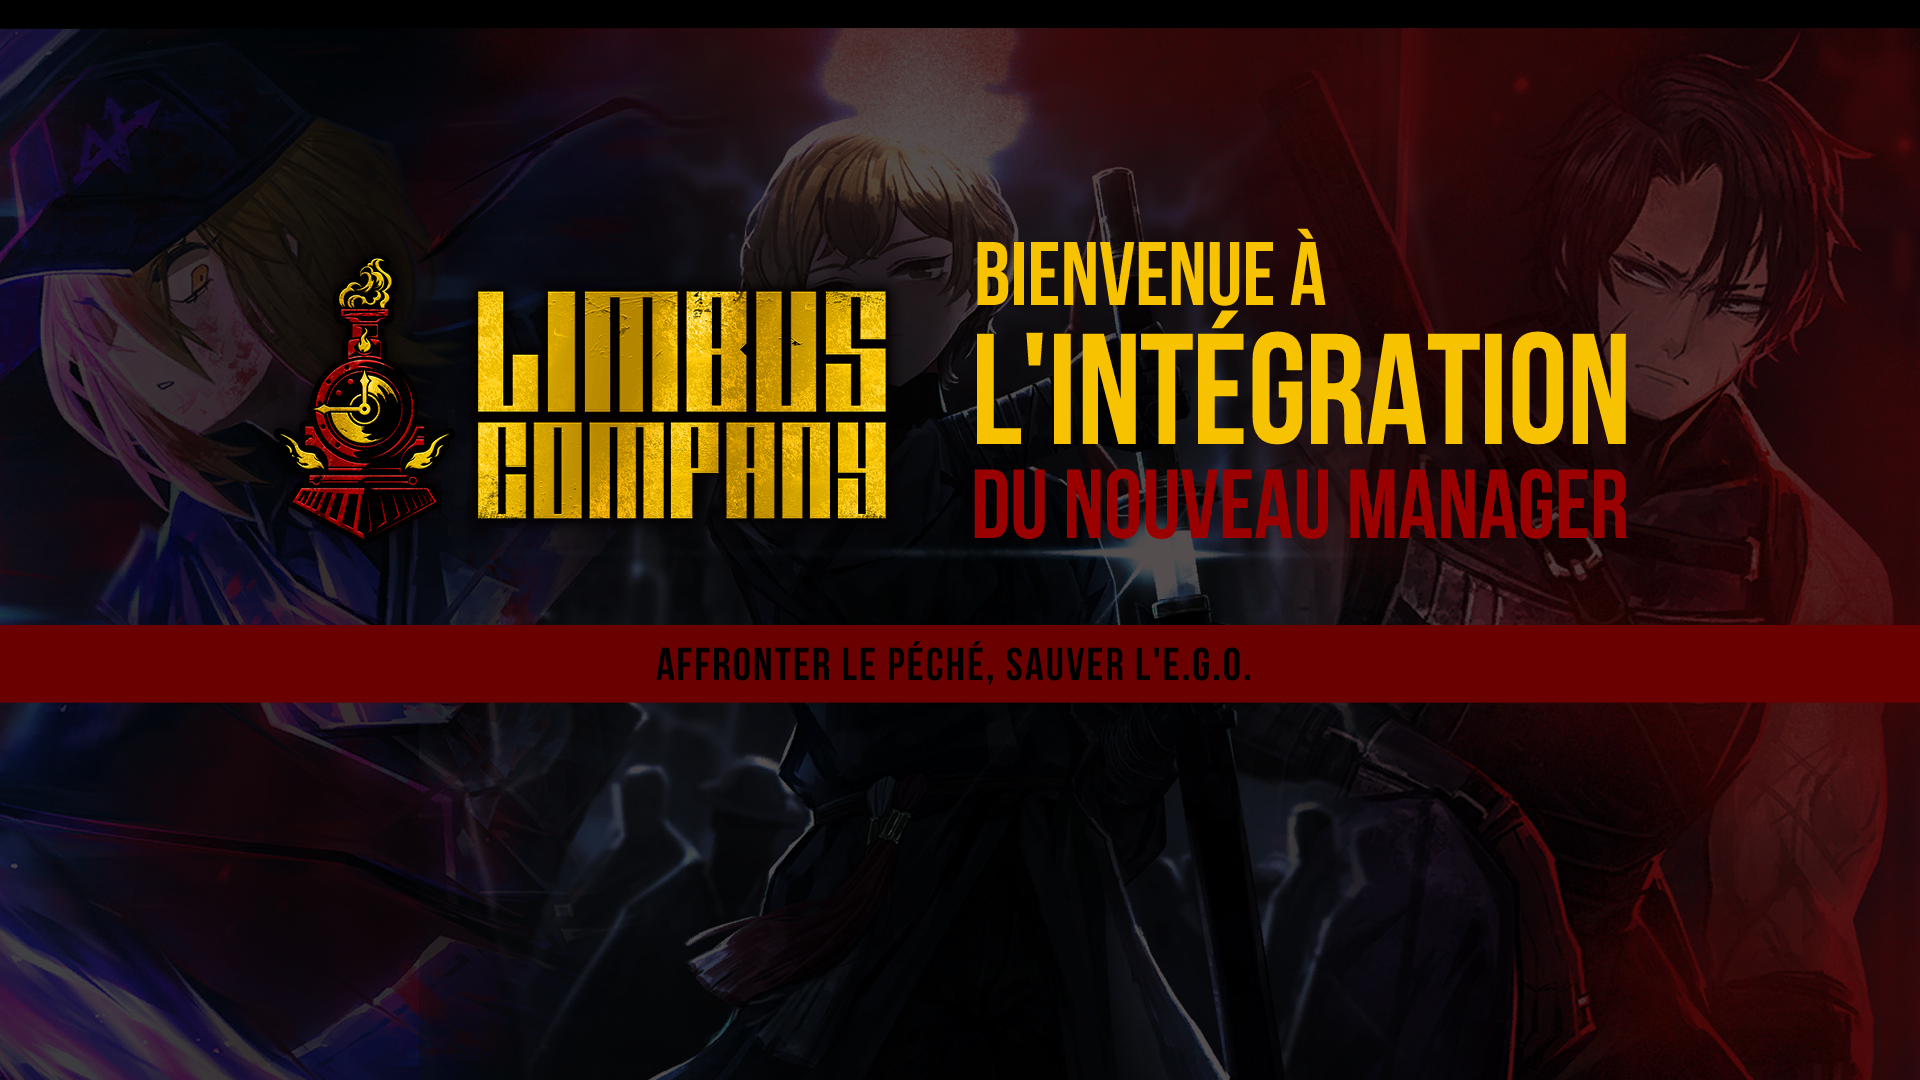 LIMBUS
COMPANY
BIENVENUE À
L'INTÉGRATION
DU NOUVEAU MANAGER
AFFRONTER LE PÉCHÉ, SAUVER L'E.G.O.